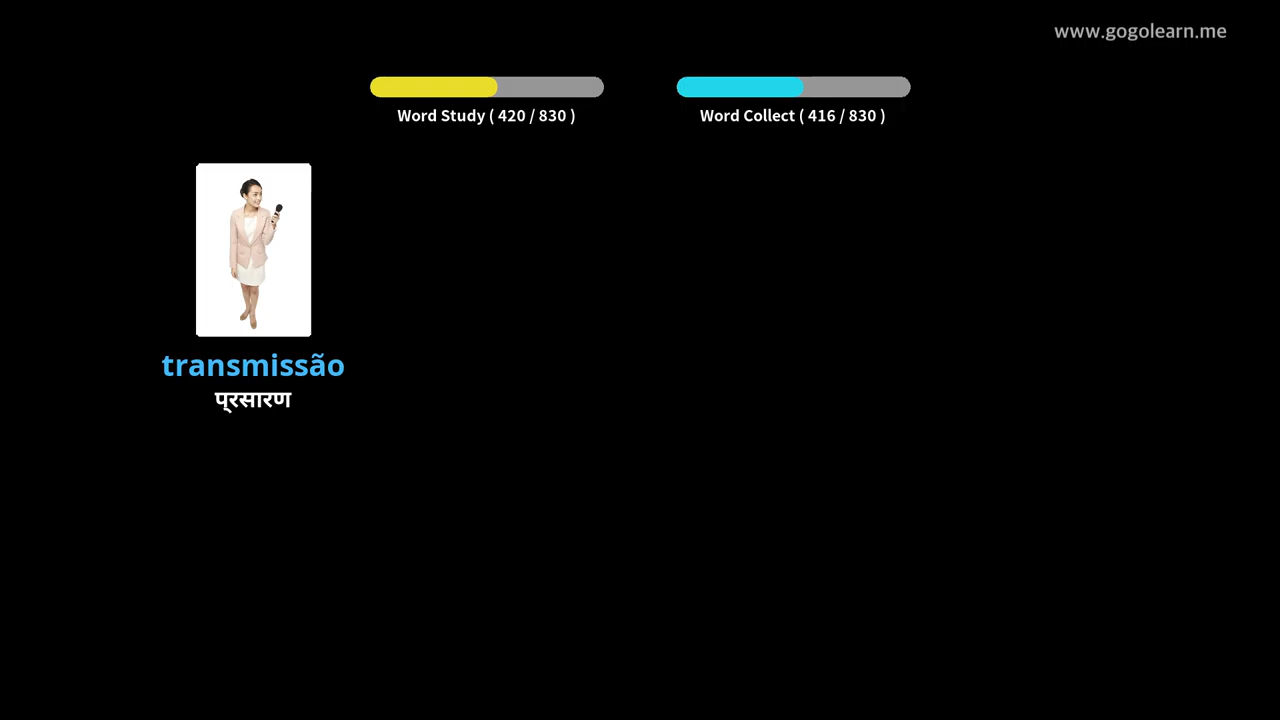 www.gogolearn.me
Word Study ( 420 / 830 )
Word Collect ( 416 / 830 )
transmissão
प्रसारण